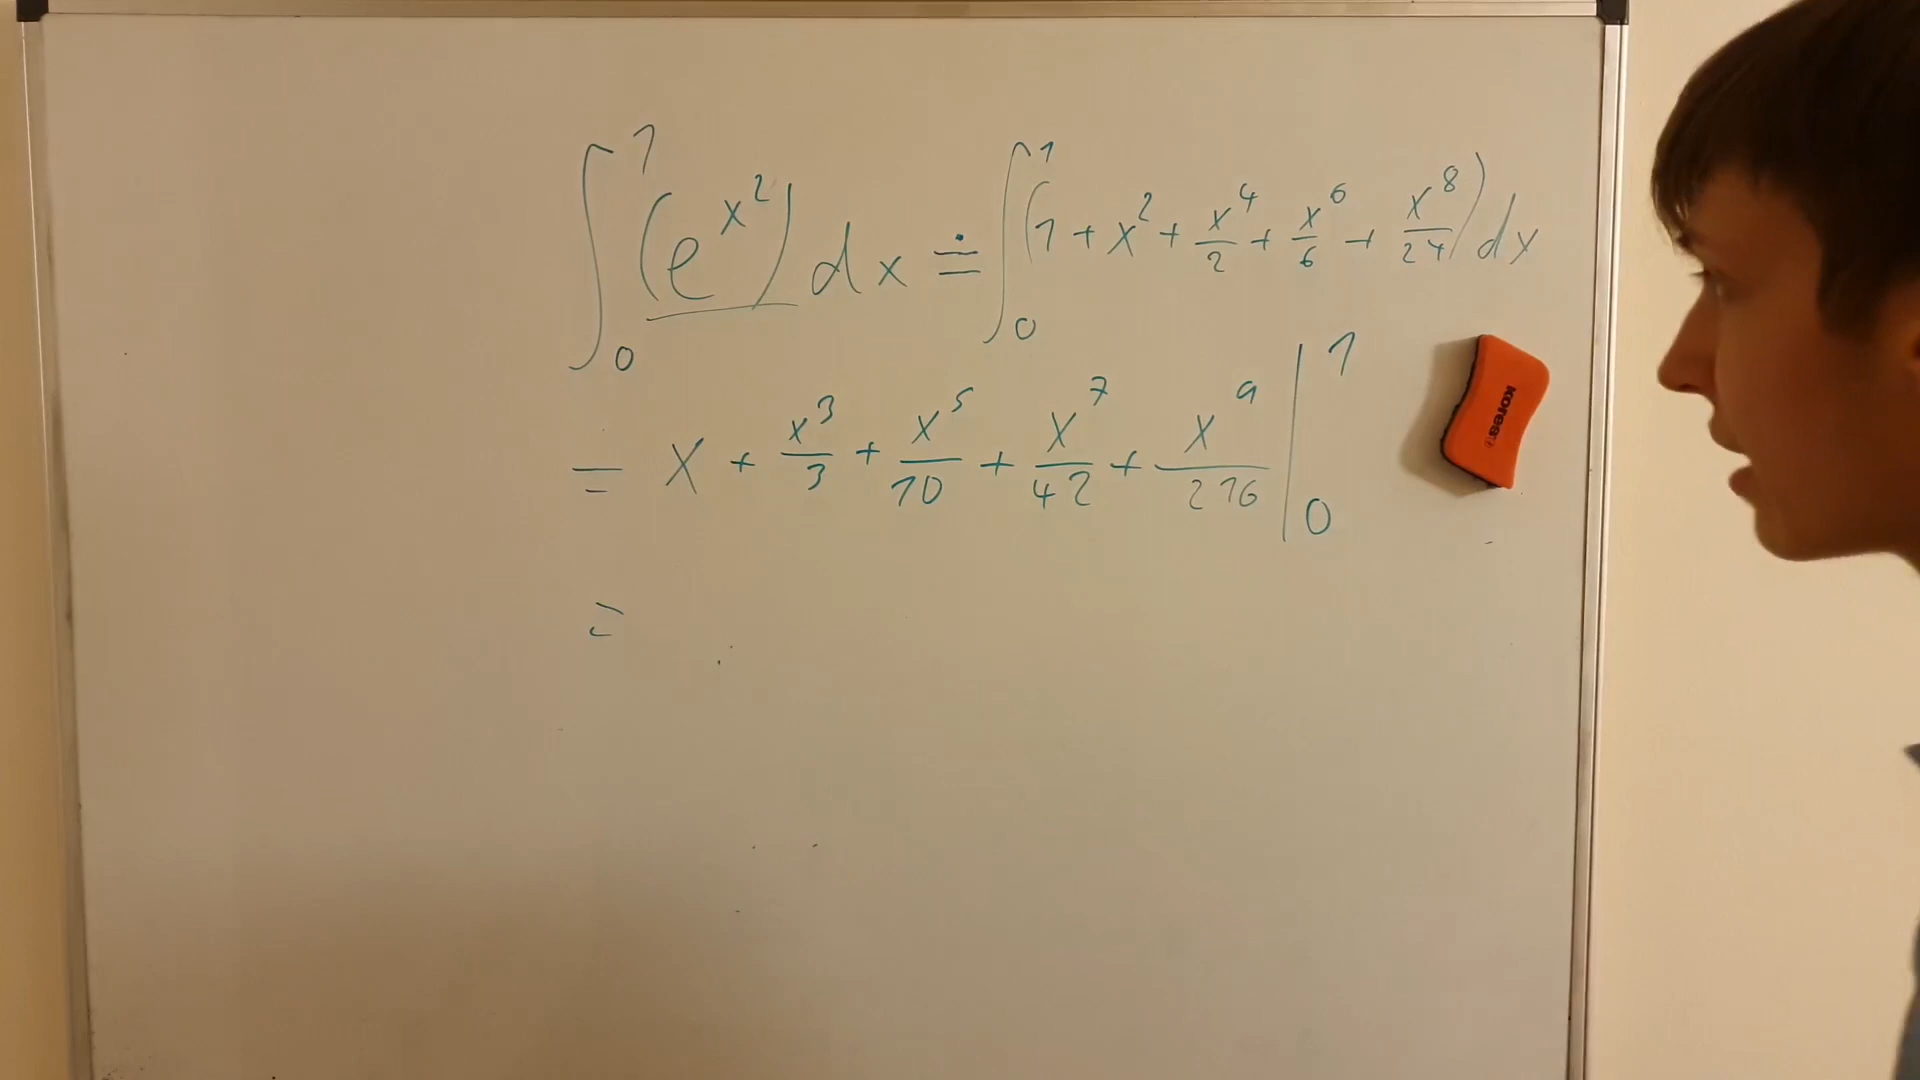 ∫₀¹ (e^(x²)) dx ≐ ∫₀¹ (1 + x² + x⁴/2 + x⁶/6 + x⁸/24) dx
= x + x³/3 + x⁵/10 + x⁷/42 + x⁹/216 |₀¹
=
Kores